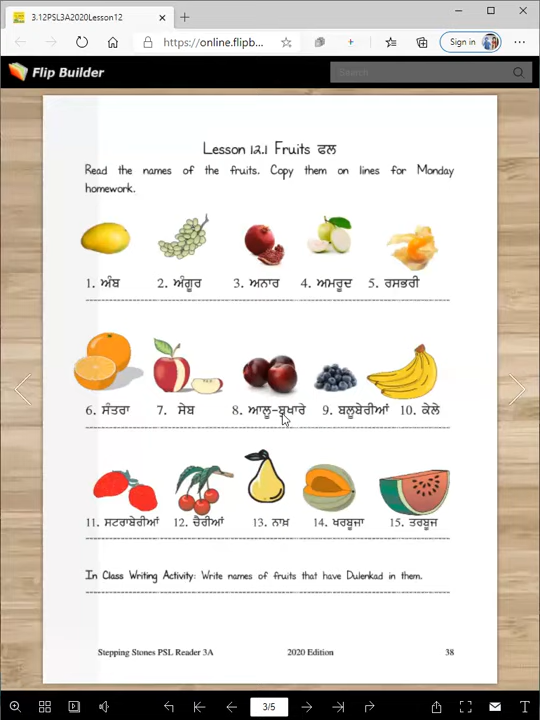 3.12PSL3A2020Lesson12
https://online.flipb...
Sign in
Flip Builder
Search
Lesson 12.1 Fruits ਫਲ
Read the names of the fruits. Copy them on lines for Monday
homework.
1. ਅੰਬ 2. ਅੰਗੂਰ 3. ਅਨਾਰ 4. ਅਮਰੂਦ 5. ਰਸਭਰੀ
6. ਸੰਤਰਾ 7. ਸੇਬ 8. ਆਲੂ-ਬੁਖਾਰੇ 9. ਬਲੂਬੇਰੀਆਂ 10. ਕੇਲੇ
11. ਸਟਰਾਬੇਰੀਆਂ 12. ਚੇਰੀਆਂ 13. ਨਾਖ਼ 14. ਖਰਬੂਜਾ 15. ਤਰਬੂਜ
In Class Writing Activity: Write names of fruits that have Dulenkad in them.
Stepping Stones PSL Reader 3A 2020 Edition 38
3/5